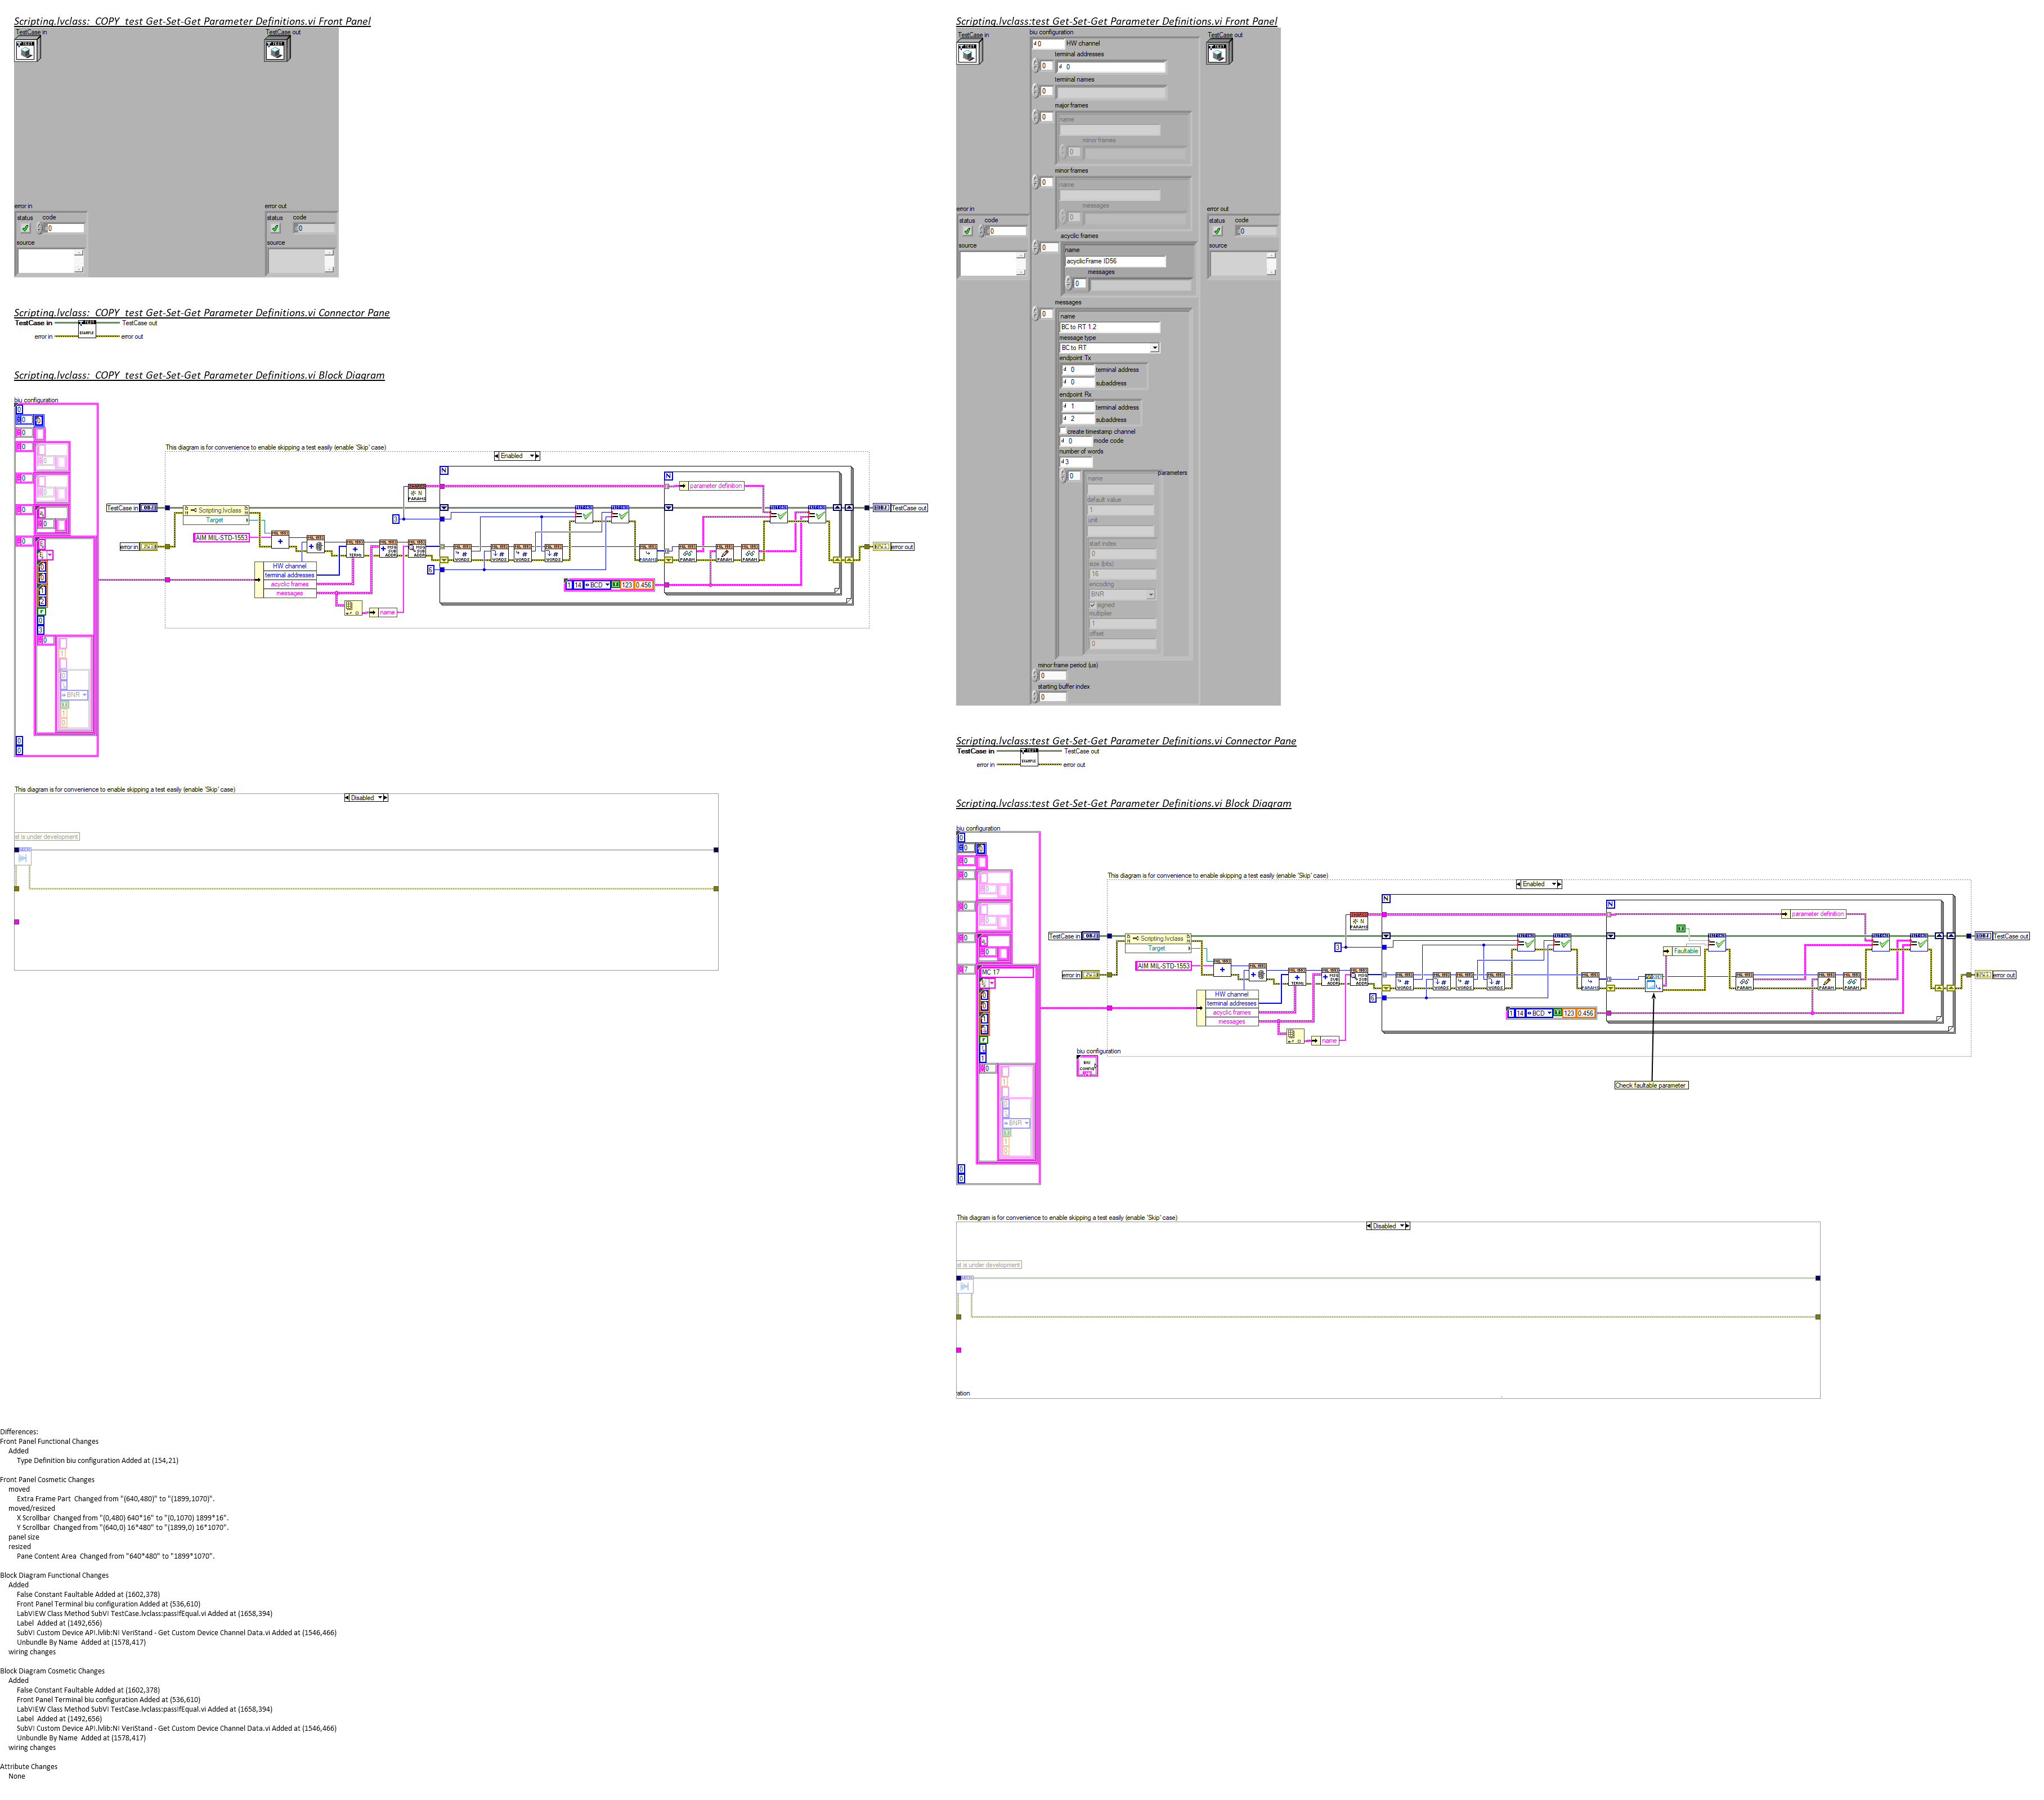 Scripting.lvclass:_COPY_test Get-Set-Get Parameter Definitions.vi Front Panel
TestCase in
TestCase out
error in
status code
0
source
error out
status code
0
source
Scripting.lvclass:_COPY_test Get-Set-Get Parameter Definitions.vi Connector Pane
TestCase in
TestCase out
error in
error out
Scripting.lvclass:_COPY_test Get-Set-Get Parameter Definitions.vi Block Diagram
biu configuration
This diagram is for convenience to enable skipping a test easily (enable 'Skip' case)
Enabled
parameter definition
TestCase in
Scripting.lvclass
Target
TestCase out
3
AIM MIL-STD-1553
error in
error out
HW channel
terminal addresses
acyclic frames
messages
6
1 14 BCD 123 0.456
name
BNR
This diagram is for convenience to enable skipping a test easily (enable 'Skip' case)
Disabled
st is under development
Scripting.lvclass:test Get-Set-Get Parameter Definitions.vi Front Panel
TestCase in
biu configuration
TestCase out
0 HW channel
terminal addresses
0 0
terminal names
0
major frames
0
name
minor frames
0
minor frames
0
name
messages
0
error in
status code
0
source
error out
status code
0
source
acyclic frames
0
name
acyclicFrame ID56
messages
0
messages
0
name
BC to RT 1.2
message type
BC to RT
endpoint Tx
0 terminal address
0 subaddress
endpoint Rx
1 terminal address
2 subaddress
create timestamp channel
0 mode code
number of words
3
0
parameters
name
default value
1
unit
start index
0
size (bits)
16
encoding
BNR
signed
multiplier
1
offset
0
minor frame period (us)
0
starting buffer index
0
Scripting.lvclass:test Get-Set-Get Parameter Definitions.vi Connector Pane
TestCase in
TestCase out
error in
error out
Scripting.lvclass:test Get-Set-Get Parameter Definitions.vi Block Diagram
biu configuration
This diagram is for convenience to enable skipping a test easily (enable 'Skip' case)
Enabled
parameter definition
TestCase in
Scripting.lvclass
Target
TestCase out
3
Faultable
AIM MIL-STD-1553
error in
error out
MC 17
HW channel
terminal addresses
acyclic frames
messages
6
1 14 BCD 123 0.456
name
biu configuration
Check faultable parameter
BNR
This diagram is for convenience to enable skipping a test easily (enable 'Skip' case)
Disabled
st is under development
ration
Differences:
Front Panel Functional Changes
Added
Type Definition biu configuration Added at (154,21)
Front Panel Cosmetic Changes
moved
Extra Frame Part  Changed from "(640,480)" to "(1899,1070)".
moved/resized
X Scrollbar  Changed from "(0,480) 640*16" to "(0,1070) 1899*16".
Y Scrollbar  Changed from "(640,0) 16*480" to "(1899,0) 16*1070".
panel size
resized
Pane Content Area  Changed from "640*480" to "1899*1070".
Block Diagram Functional Changes
Added
False Constant Faultable Added at (1602,378)
Front Panel Terminal biu configuration Added at (536,610)
LabVIEW Class Method SubVI TestCase.lvclass:passIfEqual.vi Added at (1658,394)
Label  Added at (1492,656)
SubVI Custom Device API.lvlib:NI VeriStand - Get Custom Device Channel Data.vi Added at (1546,466)
Unbundle By Name  Added at (1578,417)
wiring changes
Block Diagram Cosmetic Changes
Added
False Constant Faultable Added at (1602,378)
Front Panel Terminal biu configuration Added at (536,610)
LabVIEW Class Method SubVI TestCase.lvclass:passIfEqual.vi Added at (1658,394)
Label  Added at (1492,656)
SubVI Custom Device API.lvlib:NI VeriStand - Get Custom Device Channel Data.vi Added at (1546,466)
Unbundle By Name  Added at (1578,417)
wiring changes
Attribute Changes
None